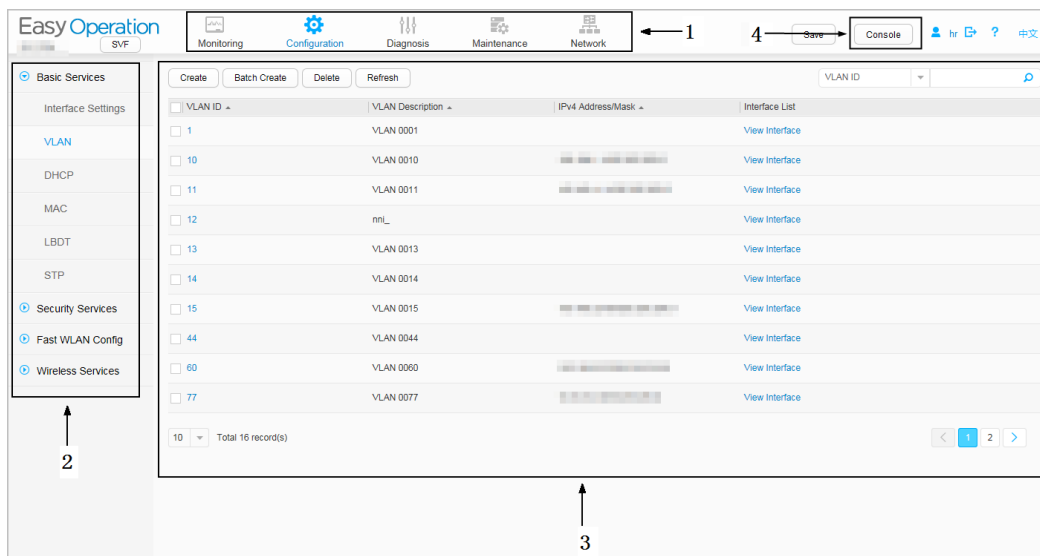 Easy Operation
SVF
Monitoring Configuration Diagnosis Maintenance Network
1
4
Save Console hr ? 中文
Basic Services
Interface Settings
VLAN
DHCP
MAC
LBDT
STP
Security Services
Fast WLAN Config
Wireless Services
2
Create Batch Create Delete Refresh VLAN ID
VLAN ID VLAN Description IPv4 Address/Mask Interface List
1 VLAN 0001 View Interface
10 VLAN 0010 View Interface
11 VLAN 0011 View Interface
12 nni_ View Interface
13 VLAN 0013 View Interface
14 VLAN 0014 View Interface
15 VLAN 0015 View Interface
44 VLAN 0044 View Interface
60 VLAN 0060 View Interface
77 VLAN 0077 View Interface
10 Total 16 record(s) < 1 2 >
3